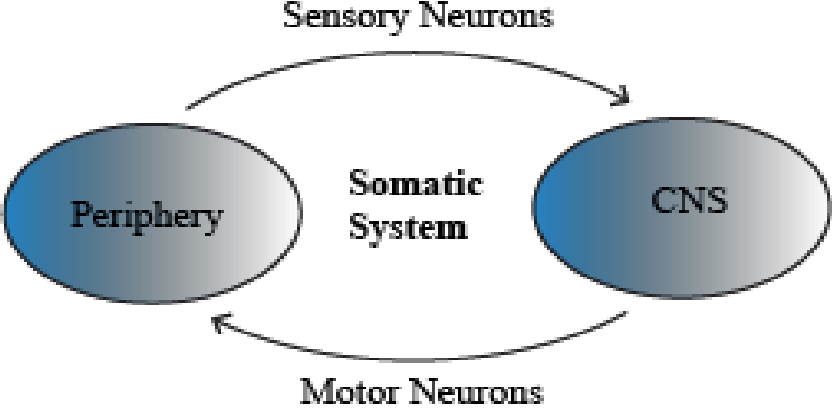 Sensory Neurons
Periphery
Somatic
System
CNS
Motor Neurons